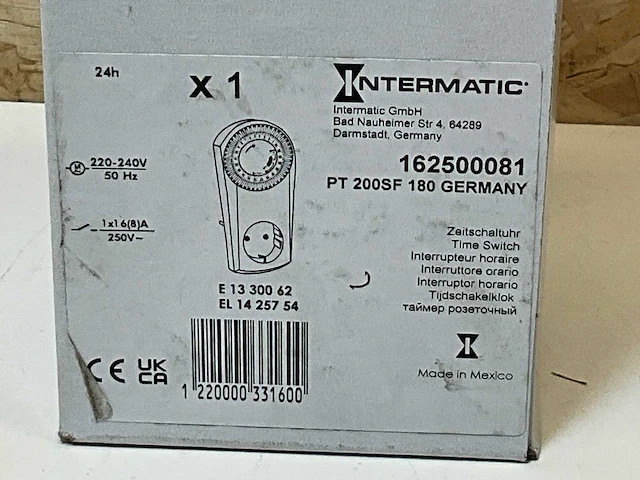 24h
x 1
INTERMATIC
Intermatic GmbH
Bad Nauheimer Str 4, 64289
Darmstadt, Germany
162500081
PT 200SF 180 GERMANY
M 220-240V
50 Hz
1x16(8)A
250V~
Zeitschaltuhr
Time Switch
Interrupteur horaire
Interruttore orario
Interruptor horario
Tijdschakelklok
таймер розеточный
E 13 300 62
EL 14 257 54
CE UK
CA
1 220000 331600
Made in Mexico